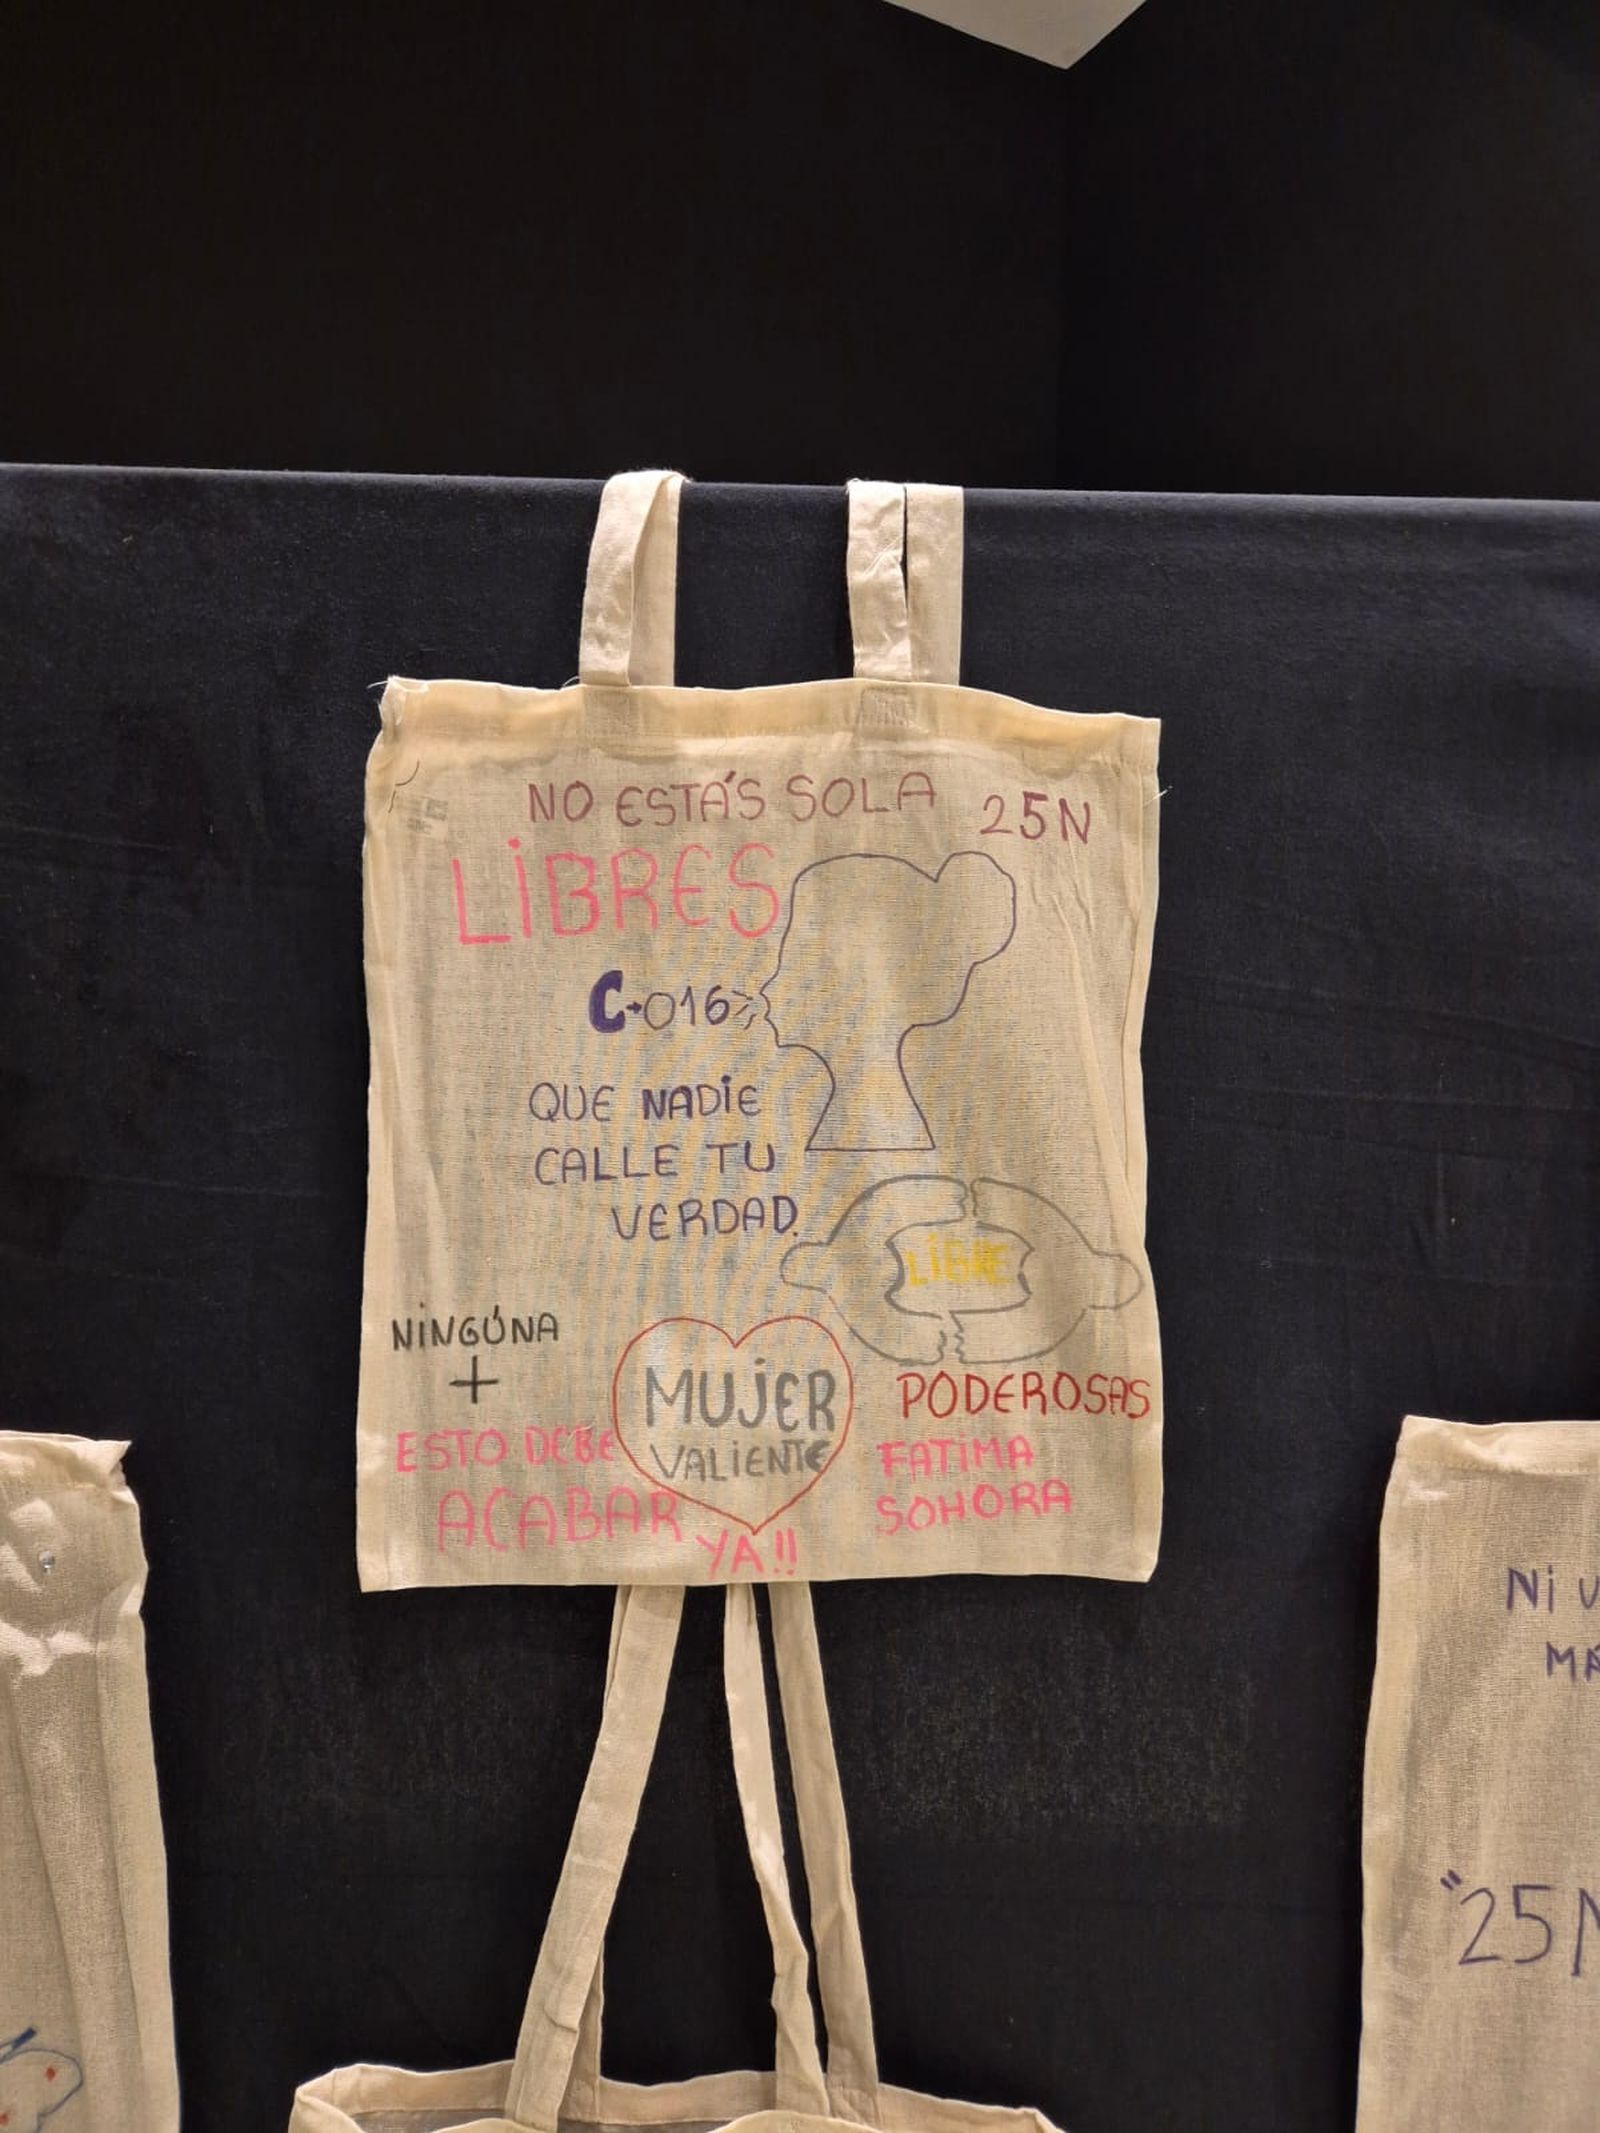 NO ESTÁS SOLA 25N
LIBRES
C-016
QUE NADIE
CALLE TU
VERDAD.
LIBRE
NINGÚNA
+
MUJER
VALIENTE
PODEROSAS
ESTO DEBE
ACABAR
YA!!
FATIMA
SOHORA
Ni
"25N